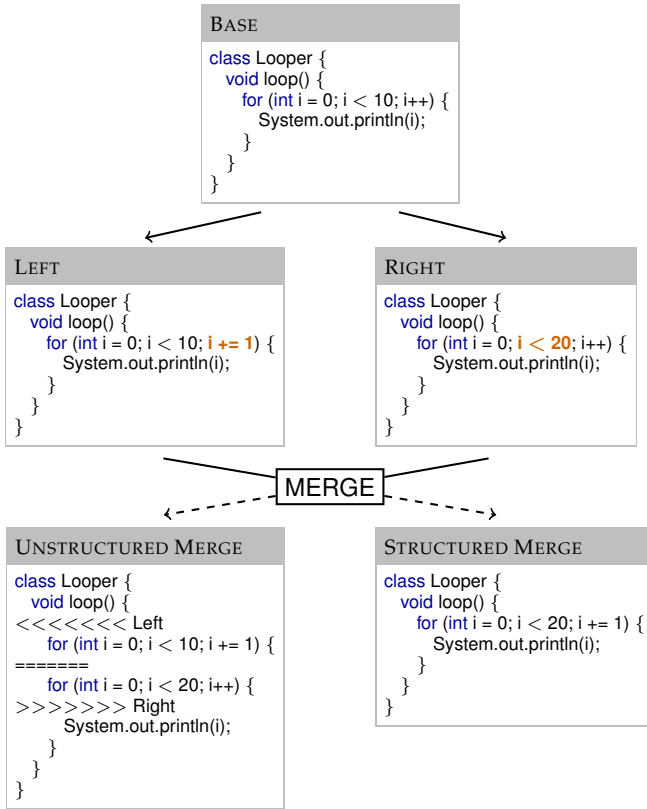 BASE
class Looper {
void loop() {
for (int i = 0; i < 10; i++) {
System.out.println(i);
}
}
}
LEFT
class Looper {
void loop() {
for (int i = 0; i < 10; i += 1) {
System.out.println(i);
}
}
}
RIGHT
class Looper {
void loop() {
for (int i = 0; i < 20; i++) {
System.out.println(i);
}
}
}
MERGE
UNSTRUCTURED MERGE
class Looper {
void loop() {
<<<<<<< Left
for (int i = 0; i < 10; i += 1) {
=======
for (int i = 0; i < 20; i++) {
>>>>>>> Right
System.out.println(i);
}
}
}
STRUCTURED MERGE
class Looper {
void loop() {
for (int i = 0; i < 20; i += 1) {
System.out.println(i);
}
}
}